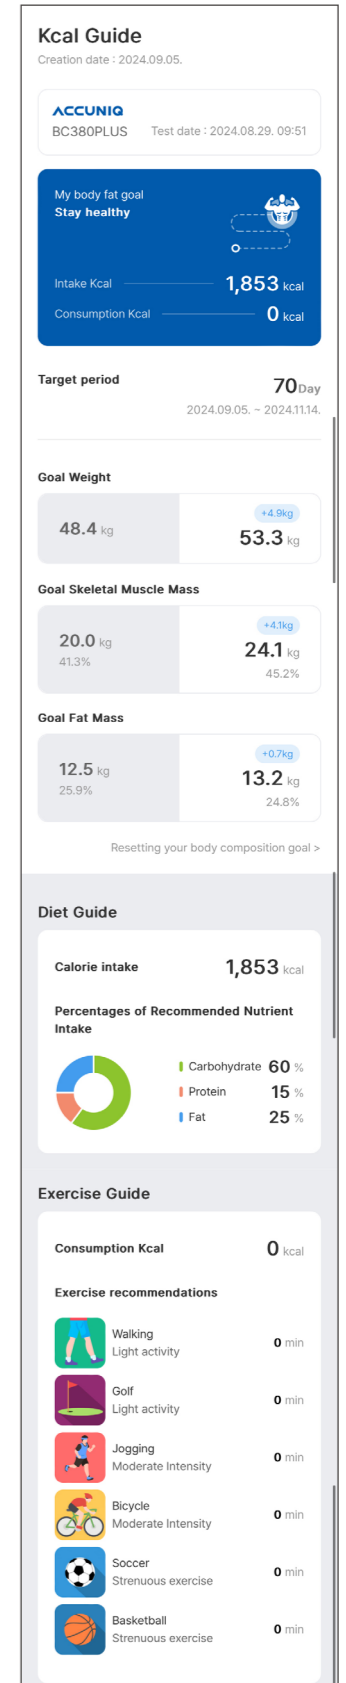 Kcal Guide
Creation date : 2024.09.05.
ACCUNIQ
BC380PLUS Test date : 2024.08.29. 09:51
My body fat goal
Stay healthy
Intake Kcal 1,853 kcal
Consumption Kcal 0 kcal
Target period 70Day
2024.09.05. ~ 2024.11.14.
Goal Weight
+4.9kg
48.4 kg 53.3 kg
Goal Skeletal Muscle Mass
+4.1kg
20.0 kg 24.1 kg
41.3% 45.2%
Goal Fat Mass
+0.7kg
12.5 kg 13.2 kg
25.9% 24.8%
Resetting your body composition goal >
Diet Guide
Calorie intake 1,853 kcal
Percentages of Recommended Nutrient
Intake
Carbohydrate 60 %
Protein 15 %
Fat 25 %
Exercise Guide
Consumption Kcal 0 kcal
Exercise recommendations
Walking
Light activity 0 min
Golf
Light activity 0 min
Jogging
Moderate Intensity 0 min
Bicycle
Moderate Intensity 0 min
Soccer
Strenuous exercise 0 min
Basketball
Strenuous exercise 0 min